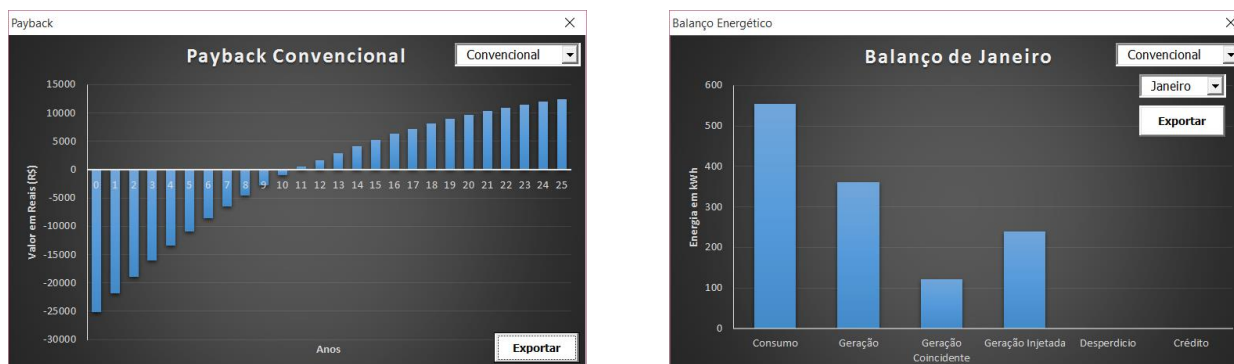 Payback
Payback Convencional
Convencional
15000
10000
5000
0
-5000
-10000
-15000
-20000
-25000
-30000
Valor em Reais (R$)
0 1 2 3 4 5 6 7 8 9 10 11 12 13 14 15 16 17 18 19 20 21 22 23 24 25
Anos
Exportar
Balanço Energético
Balanço de Janeiro
Convencional
Janeiro
Exportar
600
500
400
300
200
100
0
Energia em kWh
Consumo
Geração
Geração
Coincidente
Geração Injetada
Desperdicio
Crédito